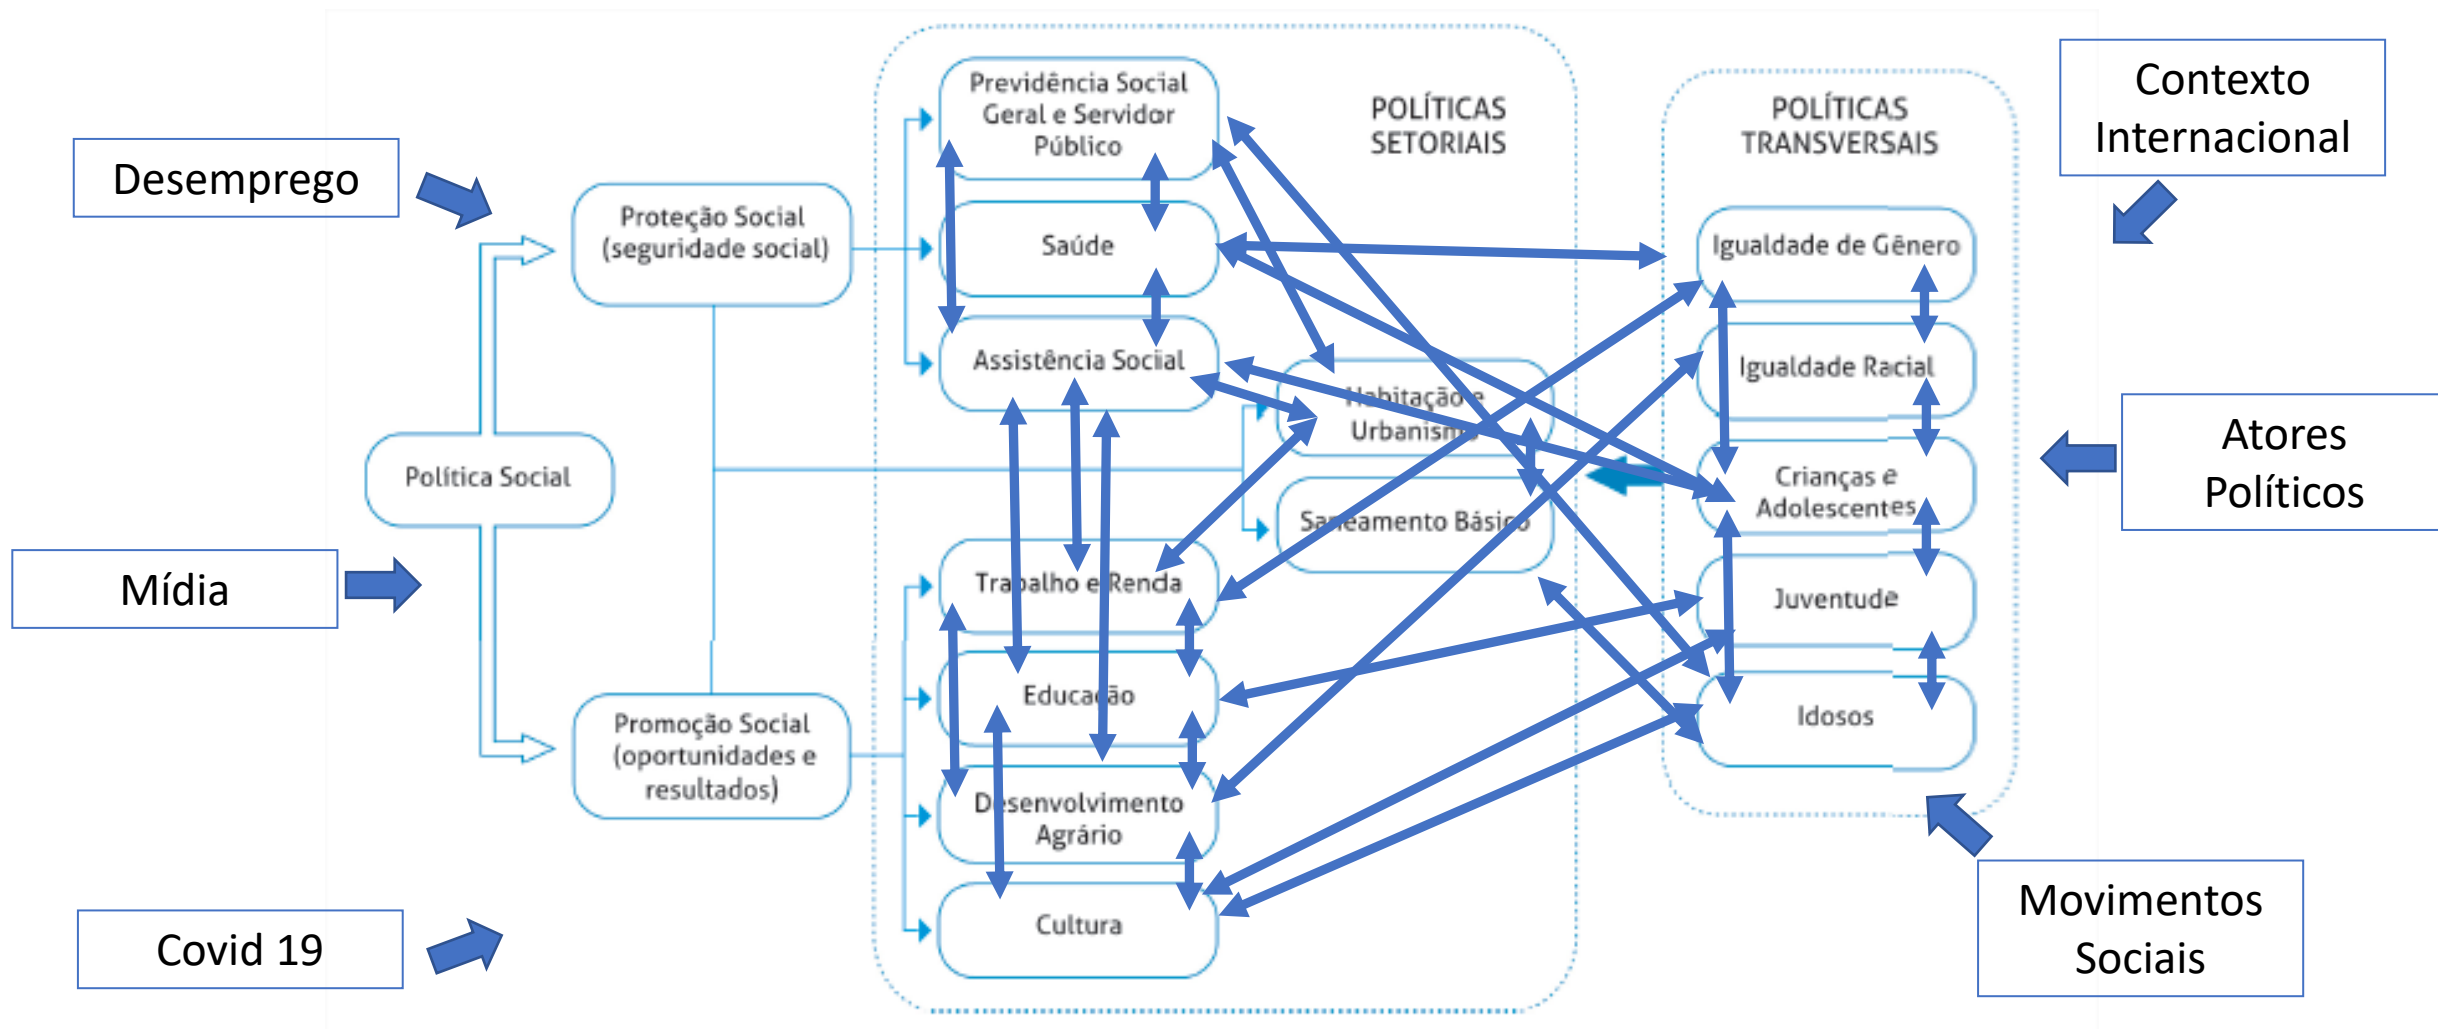 Desemprego
Mídia
Covid 19
Política Social
Proteção Social
(seguridade social)
Promoção Social
(oportunidades e
resultados)
POLÍTICAS
SETORIAIS
Previdência Social
Geral e Servidor
Público
Saúde
Assistência Social
Habitação e
Urbanismo
Saneamento Básico
Trabalho e Renda
Educação
Desenvolvimento
Agrário
Cultura
POLÍTICAS
TRANSVERSAIS
Igualdade de Gênero
Igualdade Racial
Crianças e
Adolescentes
Juventude
Idosos
Contexto
Internacional
Atores
Políticos
Movimentos
Sociais